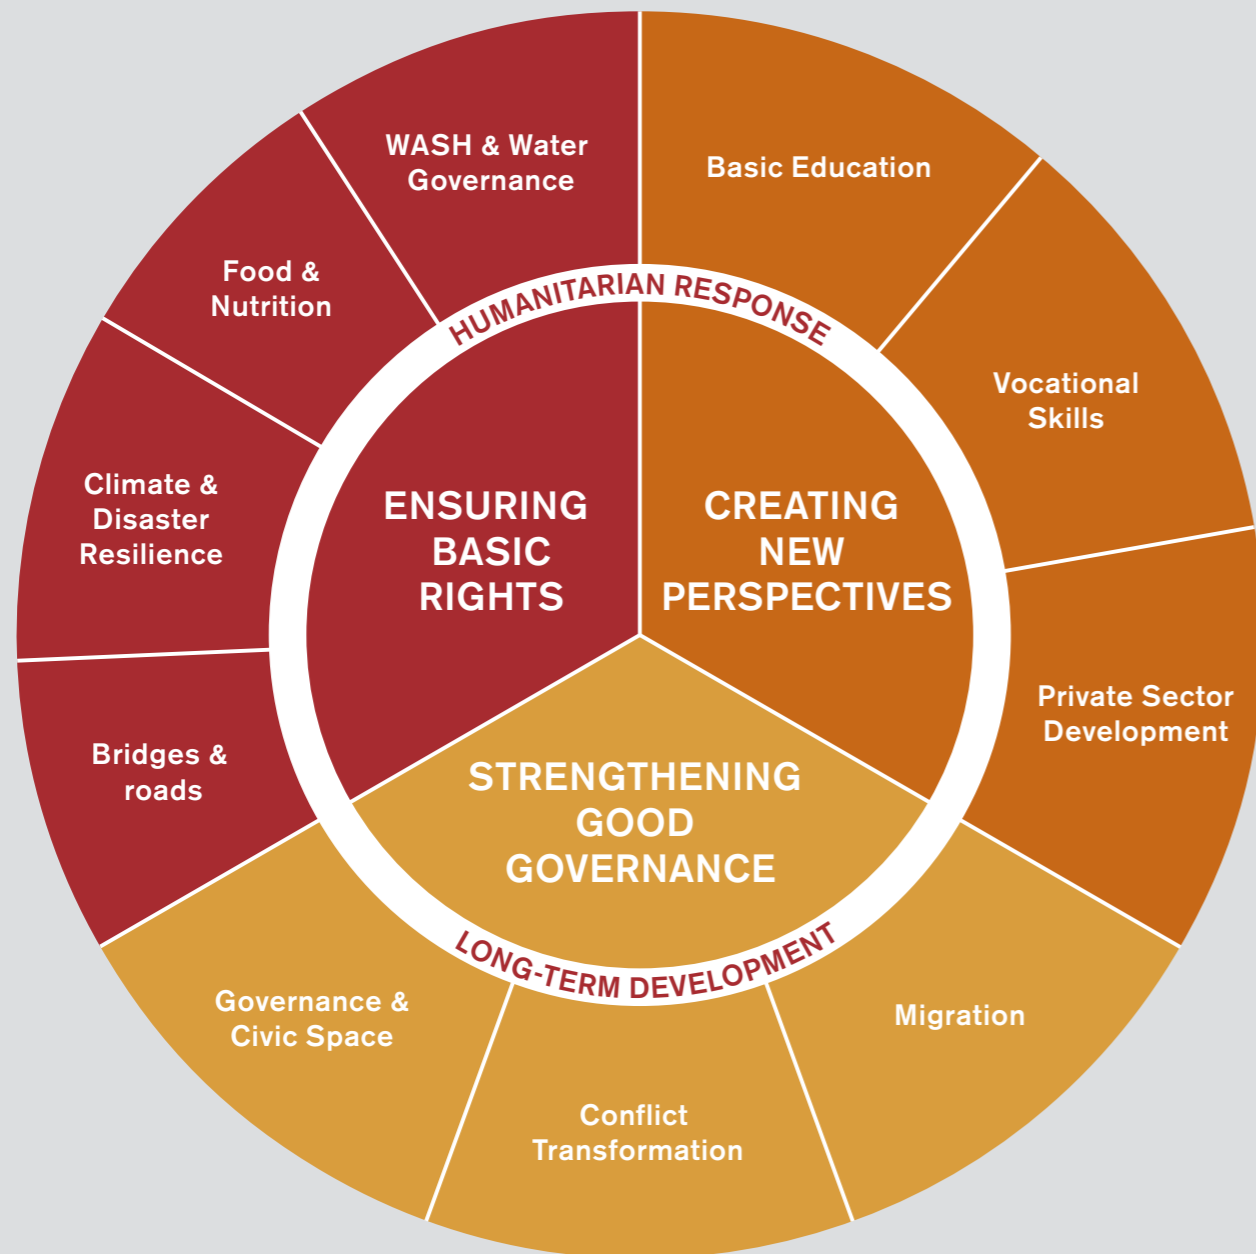 WASH & Water
Governance
Basic Education
Food &
Nutrition
HUMANITARIAN RESPONSE
Vocational
Skills
Climate &
Disaster
Resilience
ENSURING
BASIC
RIGHTS
CREATING
NEW
PERSPECTIVES
Private Sector
Development
Bridges &
roads
STRENGTHENING
GOOD
GOVERNANCE
LONG-TERM DEVELOPMENT
Governance &
Civic Space
Migration
Conflict
Transformation